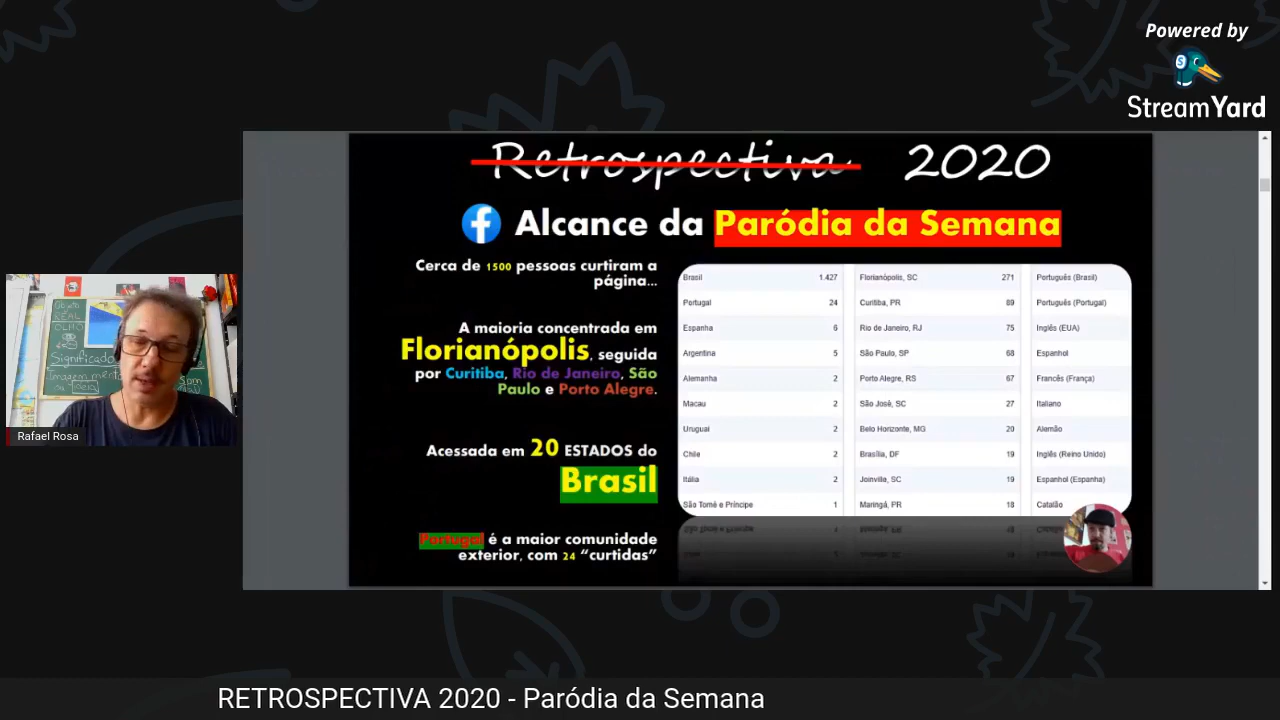 Powered by
StreamYard
Retrospectiva 2020
Alcance da Paródia da Semana
Cerca de 1500 pessoas curtiram a
página...
A maioria concentrada em
Florianópolis, seguida
por Curitiba, Rio de Janeiro, São
Paulo e Porto Alegre.
Acessada em 20 ESTADOS do
Brasil
Portugal é a maior comunidade
exterior, com 24 “curtidas”
Brasil 1.427 Florianópolis, SC 271 Português (Brasil)
Portugal 24 Curitiba, PR 89 Português (Portugal)
Espanha 6 Rio de Janeiro, RJ 75 Inglês (EUA)
Argentina 5 São Paulo, SP 68 Espanhol
Alemanha 2 Porto Alegre, RS 67 Francês (França)
Macau 2 São José, SC 27 Italiano
Uruguai 2 Belo Horizonte, MG 20 Alemão
Chile 2 Brasília, DF 19 Inglês (Reino Unido)
Itália 2 Joinville, SC 19 Espanhol (Espanha)
São Tomé e Príncipe 1 Maringá, PR 18 Catalão
REAL
OLMO
Significado
Imagem
Rafael Rosa
RETROSPECTIVA 2020 - Paródia da Semana